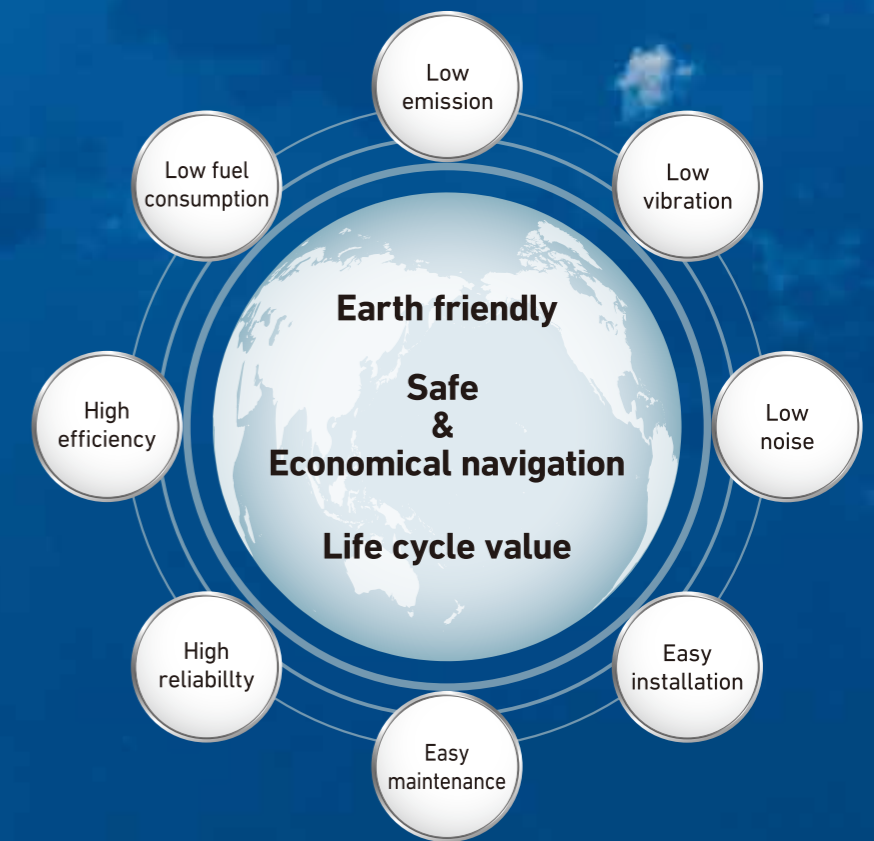 Low
emission
Low fuel
consumption
Low
vibration
Earth friendly
Safe
&
Economical navigation
Life cycle value
High
efficiency
Low
noise
High
reliabillty
Easy
installation
Easy
maintenance